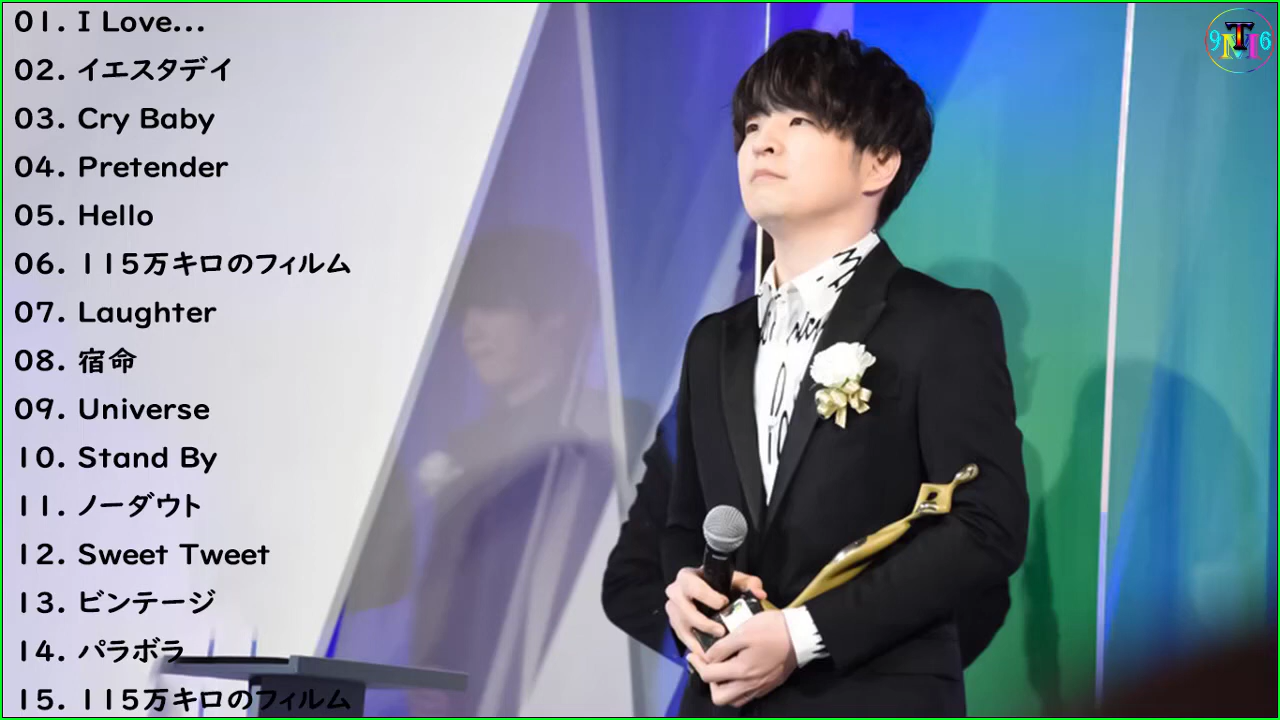 01. I Love...
02. イエスタデイ
03. Cry Baby
04. Pretender
05. Hello
06. 115万キロのフィルム
07. Laughter
08. 宿命
09. Universe
10. Stand By
11. ノーダウト
12. Sweet Tweet
13. ビンテージ
14. パラボラ
15. 115万キロのフィルム